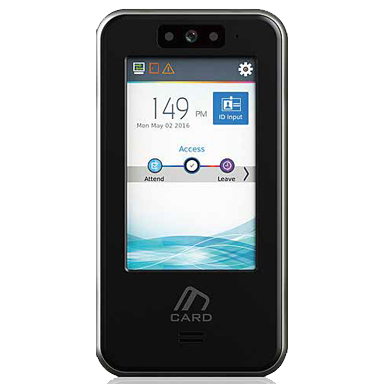 149 PM
Mon May 02 2016
ID Input
Access
Attend
Leave
CARD